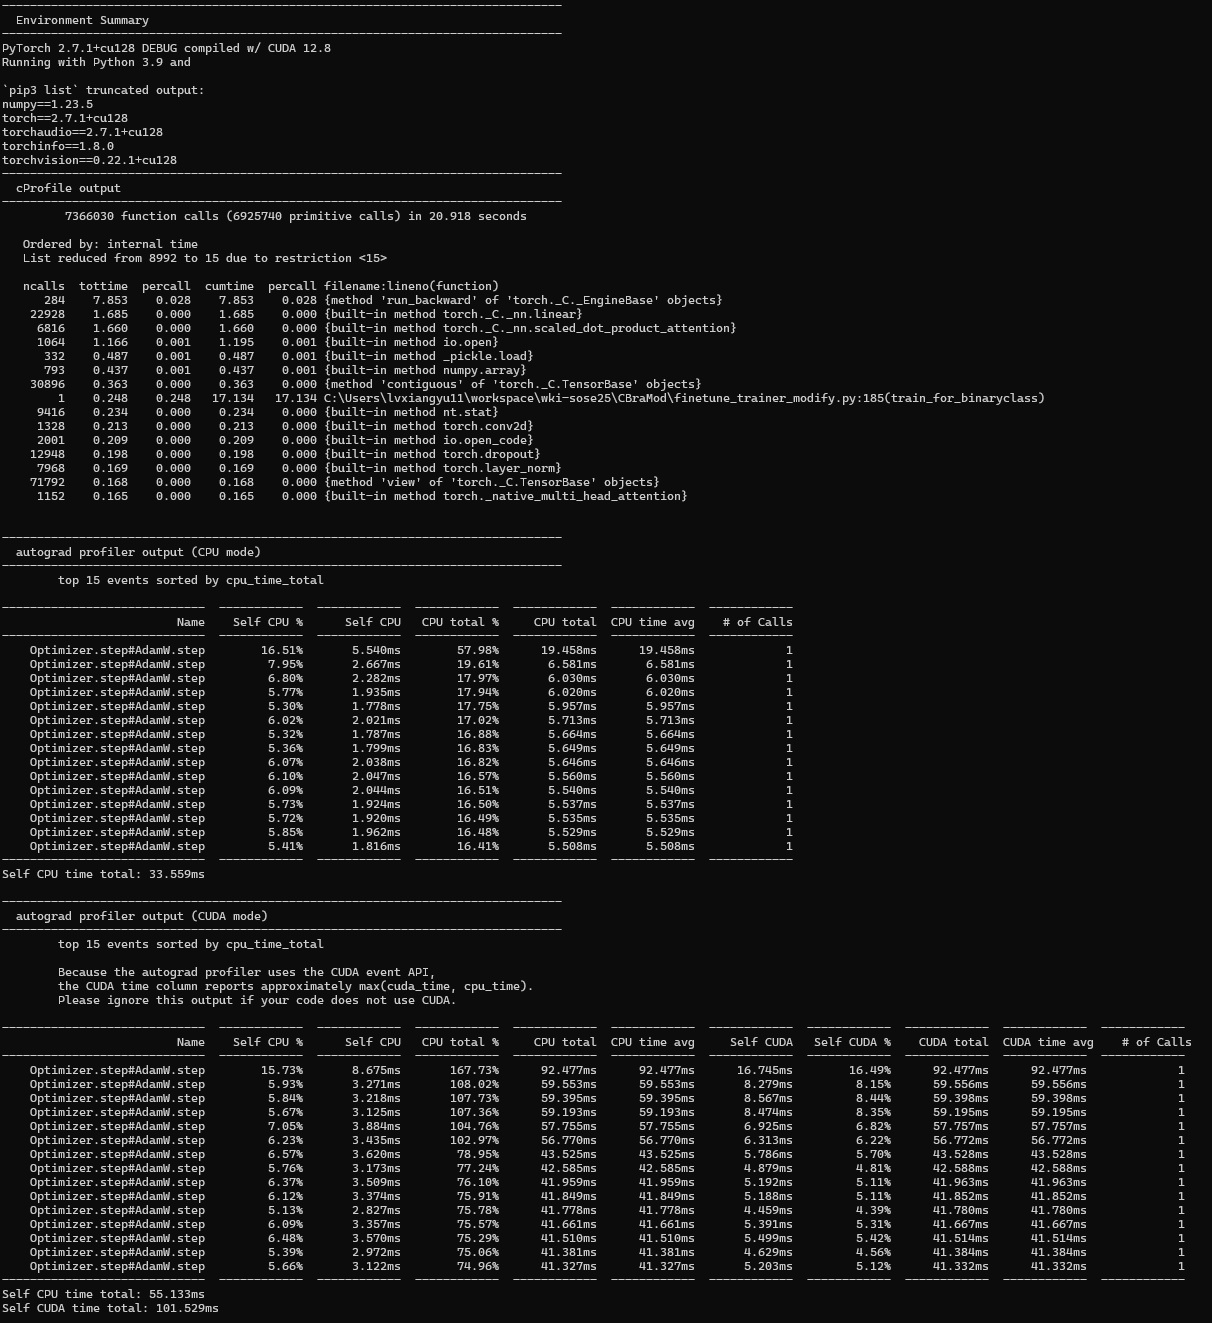 Environment Summary
PyTorch 2.7.1+cu128 DEBUG compiled w/ CUDA 12.8
Running with Python 3.9 and
`pip3 list` truncated output:
numpy==1.23.5
torch==2.7.1+cu128
torchaudio==2.7.1+cu128
torchinfo==1.8.0
torchvision==0.22.1+cu128
cProfile output
7366030 function calls (6925740 primitive calls) in 20.918 seconds
Ordered by: internal time
List reduced from 8992 to 15 due to restriction <15>
ncalls tottime percall cumtime percall filename:lineno(function)
284 7.853 0.028 7.853 0.028 {method 'run_backward' of 'torch._C._EngineBase' objects}
22928 1.685 0.000 1.685 0.000 {built-in method torch._C._nn.linear}
6816 1.660 0.000 1.660 0.000 {built-in method torch._C._nn.scaled_dot_product_attention}
1064 1.166 0.001 1.195 0.001 {built-in method io.open}
332 0.487 0.001 0.487 0.001 {built-in method _pickle.load}
793 0.437 0.001 0.437 0.001 {built-in method numpy.array}
30896 0.363 0.000 0.363 0.000 {method 'contiguous' of 'torch._C.TensorBase' objects}
1 0.248 0.248 17.134 17.134 C:\Users\lvxiangyu11\workspace\wki-sose25\CBraMod\finetune_trainer_modify.py:185(train_for_binaryclass)
9416 0.234 0.000 0.234 0.000 {built-in method nt.stat}
1328 0.213 0.000 0.213 0.000 {built-in method torch.conv2d}
2001 0.209 0.000 0.209 0.000 {built-in method io.open_code}
12948 0.198 0.000 0.198 0.000 {built-in method torch.dropout}
7968 0.169 0.000 0.169 0.000 {built-in method torch.layer_norm}
71792 0.168 0.000 0.168 0.000 {method 'view' of 'torch._C.TensorBase' objects}
1152 0.165 0.000 0.165 0.000 {built-in method torch._native_multi_head_attention}
autograd profiler output (CPU mode)
top 15 events sorted by cpu_time_total
Name Self CPU % Self CPU CPU total % CPU total CPU time avg # of Calls
Optimizer.step#AdamW.step 16.51% 5.540ms 57.98% 19.458ms 19.458ms 1
Optimizer.step#AdamW.step 7.95% 2.667ms 19.61% 6.581ms 6.581ms 1
Optimizer.step#AdamW.step 6.80% 2.282ms 17.97% 6.030ms 6.030ms 1
Optimizer.step#AdamW.step 5.77% 1.935ms 17.94% 6.020ms 6.020ms 1
Optimizer.step#AdamW.step 5.30% 1.778ms 17.75% 5.957ms 5.957ms 1
Optimizer.step#AdamW.step 6.02% 2.021ms 17.02% 5.713ms 5.713ms 1
Optimizer.step#AdamW.step 5.32% 1.787ms 16.88% 5.664ms 5.664ms 1
Optimizer.step#AdamW.step 5.36% 1.799ms 16.83% 5.649ms 5.649ms 1
Optimizer.step#AdamW.step 6.07% 2.038ms 16.82% 5.646ms 5.646ms 1
Optimizer.step#AdamW.step 6.10% 2.047ms 16.57% 5.560ms 5.560ms 1
Optimizer.step#AdamW.step 6.09% 2.044ms 16.51% 5.540ms 5.540ms 1
Optimizer.step#AdamW.step 5.73% 1.924ms 16.50% 5.537ms 5.537ms 1
Optimizer.step#AdamW.step 5.72% 1.920ms 16.49% 5.535ms 5.535ms 1
Optimizer.step#AdamW.step 5.85% 1.962ms 16.48% 5.529ms 5.529ms 1
Optimizer.step#AdamW.step 5.41% 1.816ms 16.41% 5.508ms 5.508ms 1
Self CPU time total: 33.559ms
autograd profiler output (CUDA mode)
top 15 events sorted by cpu_time_total
Because the autograd profiler uses the CUDA event API,
the CUDA time column reports approximately max(cuda_time, cpu_time).
Please ignore this output if your code does not use CUDA.
Name Self CPU % Self CPU CPU total % CPU total CPU time avg Self CUDA Self CUDA % CUDA total CUDA time avg # of Calls
Optimizer.step#AdamW.step 15.73% 8.675ms 167.73% 92.477ms 92.477ms 16.745ms 16.49% 92.477ms 92.477ms 1
Optimizer.step#AdamW.step 5.93% 3.271ms 108.02% 59.553ms 59.553ms 8.279ms 8.15% 59.556ms 59.556ms 1
Optimizer.step#AdamW.step 5.84% 3.218ms 107.73% 59.395ms 59.395ms 8.567ms 8.44% 59.398ms 59.398ms 1
Optimizer.step#AdamW.step 5.67% 3.125ms 107.36% 59.193ms 59.193ms 8.474ms 8.35% 59.195ms 59.195ms 1
Optimizer.step#AdamW.step 7.05% 3.884ms 104.76% 57.755ms 57.755ms 6.925ms 6.82% 57.757ms 57.757ms 1
Optimizer.step#AdamW.step 6.23% 3.435ms 102.97% 56.770ms 56.770ms 6.313ms 6.22% 56.772ms 56.772ms 1
Optimizer.step#AdamW.step 6.57% 3.620ms 78.95% 43.525ms 43.525ms 5.786ms 5.70% 43.528ms 43.528ms 1
Optimizer.step#AdamW.step 5.76% 3.173ms 77.24% 42.585ms 42.585ms 4.879ms 4.81% 42.588ms 42.588ms 1
Optimizer.step#AdamW.step 6.37% 3.509ms 76.10% 41.959ms 41.959ms 5.192ms 5.11% 41.963ms 41.963ms 1
Optimizer.step#AdamW.step 6.12% 3.374ms 75.91% 41.849ms 41.849ms 5.188ms 5.11% 41.852ms 41.852ms 1
Optimizer.step#AdamW.step 5.13% 2.827ms 75.78% 41.778ms 41.778ms 4.459ms 4.39% 41.780ms 41.780ms 1
Optimizer.step#AdamW.step 6.09% 3.357ms 75.57% 41.661ms 41.661ms 5.391ms 5.31% 41.667ms 41.667ms 1
Optimizer.step#AdamW.step 6.48% 3.570ms 75.29% 41.510ms 41.510ms 5.499ms 5.42% 41.514ms 41.514ms 1
Optimizer.step#AdamW.step 5.39% 2.972ms 75.06% 41.381ms 41.381ms 4.629ms 4.56% 41.384ms 41.384ms 1
Optimizer.step#AdamW.step 5.66% 3.122ms 74.96% 41.327ms 41.327ms 5.203ms 5.12% 41.332ms 41.332ms 1
Self CPU time total: 55.133ms
Self CUDA time total: 101.529ms